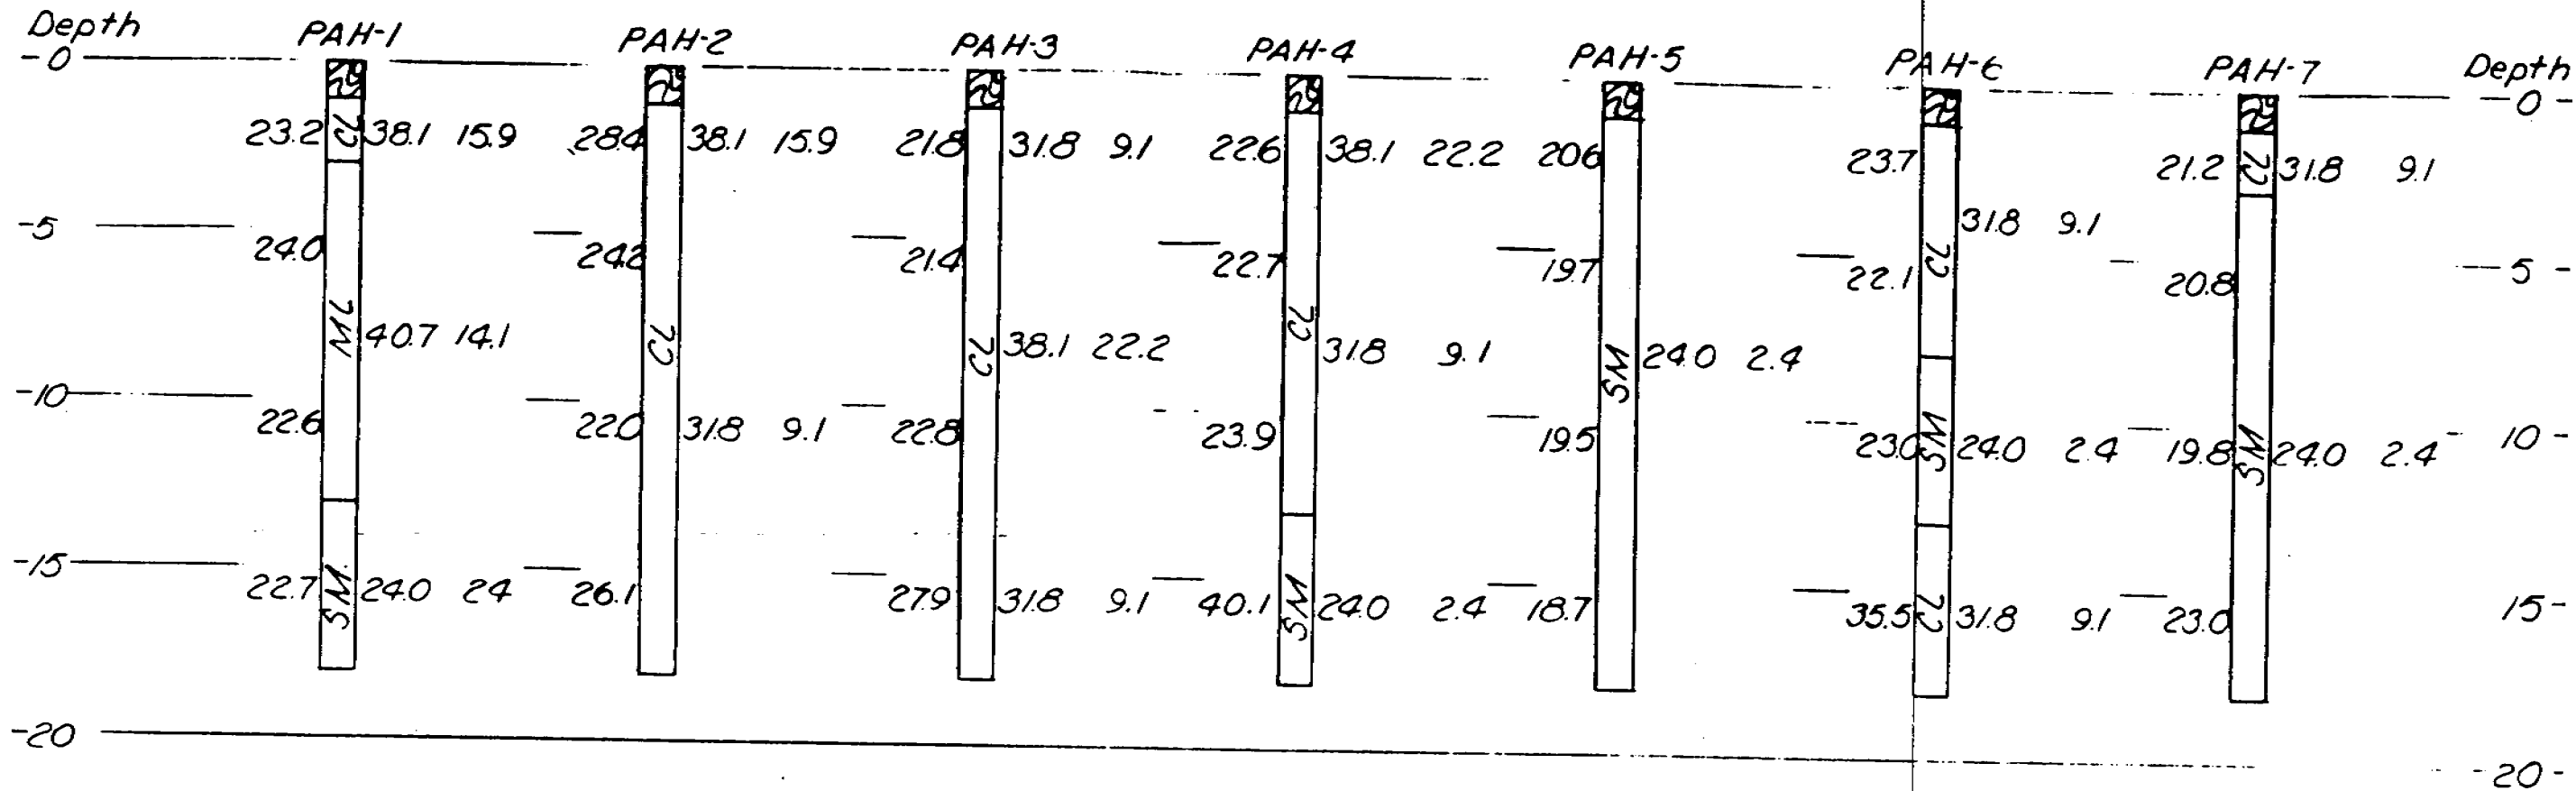 Depth PAH-1 PAH-2 PAH-3 PAH-4 PAH-5 PAH-6 PAH-7 Depth
-0 0-
23.2 CL 38.1 15.9 28.4 38.1 15.9 21.8 31.8 9.1 22.6 38.1 22.2 20.6 23.7 21.2 CL 31.8 9.1
31.8 9.1
-5 5-
24.0 24.2 21.4 22.7 19.7 22.1 CL 20.8
ML 40.7 14.1 CL CL 38.1 22.2 CL 31.8 9.1 SM 24.0 2.4
-10 10-
22.6 22.0 31.8 9.1 22.8 23.9 19.5 23.0 SM 24.0 2.4 19.8 SM 24.0 2.4
-15 15-
22.7 SM 24.0 24 26.1 27.9 31.8 9.1 40.1 SM 24.0 2.4 18.7 35.5 CL 31.8 9.1 23.0
-20 -20-